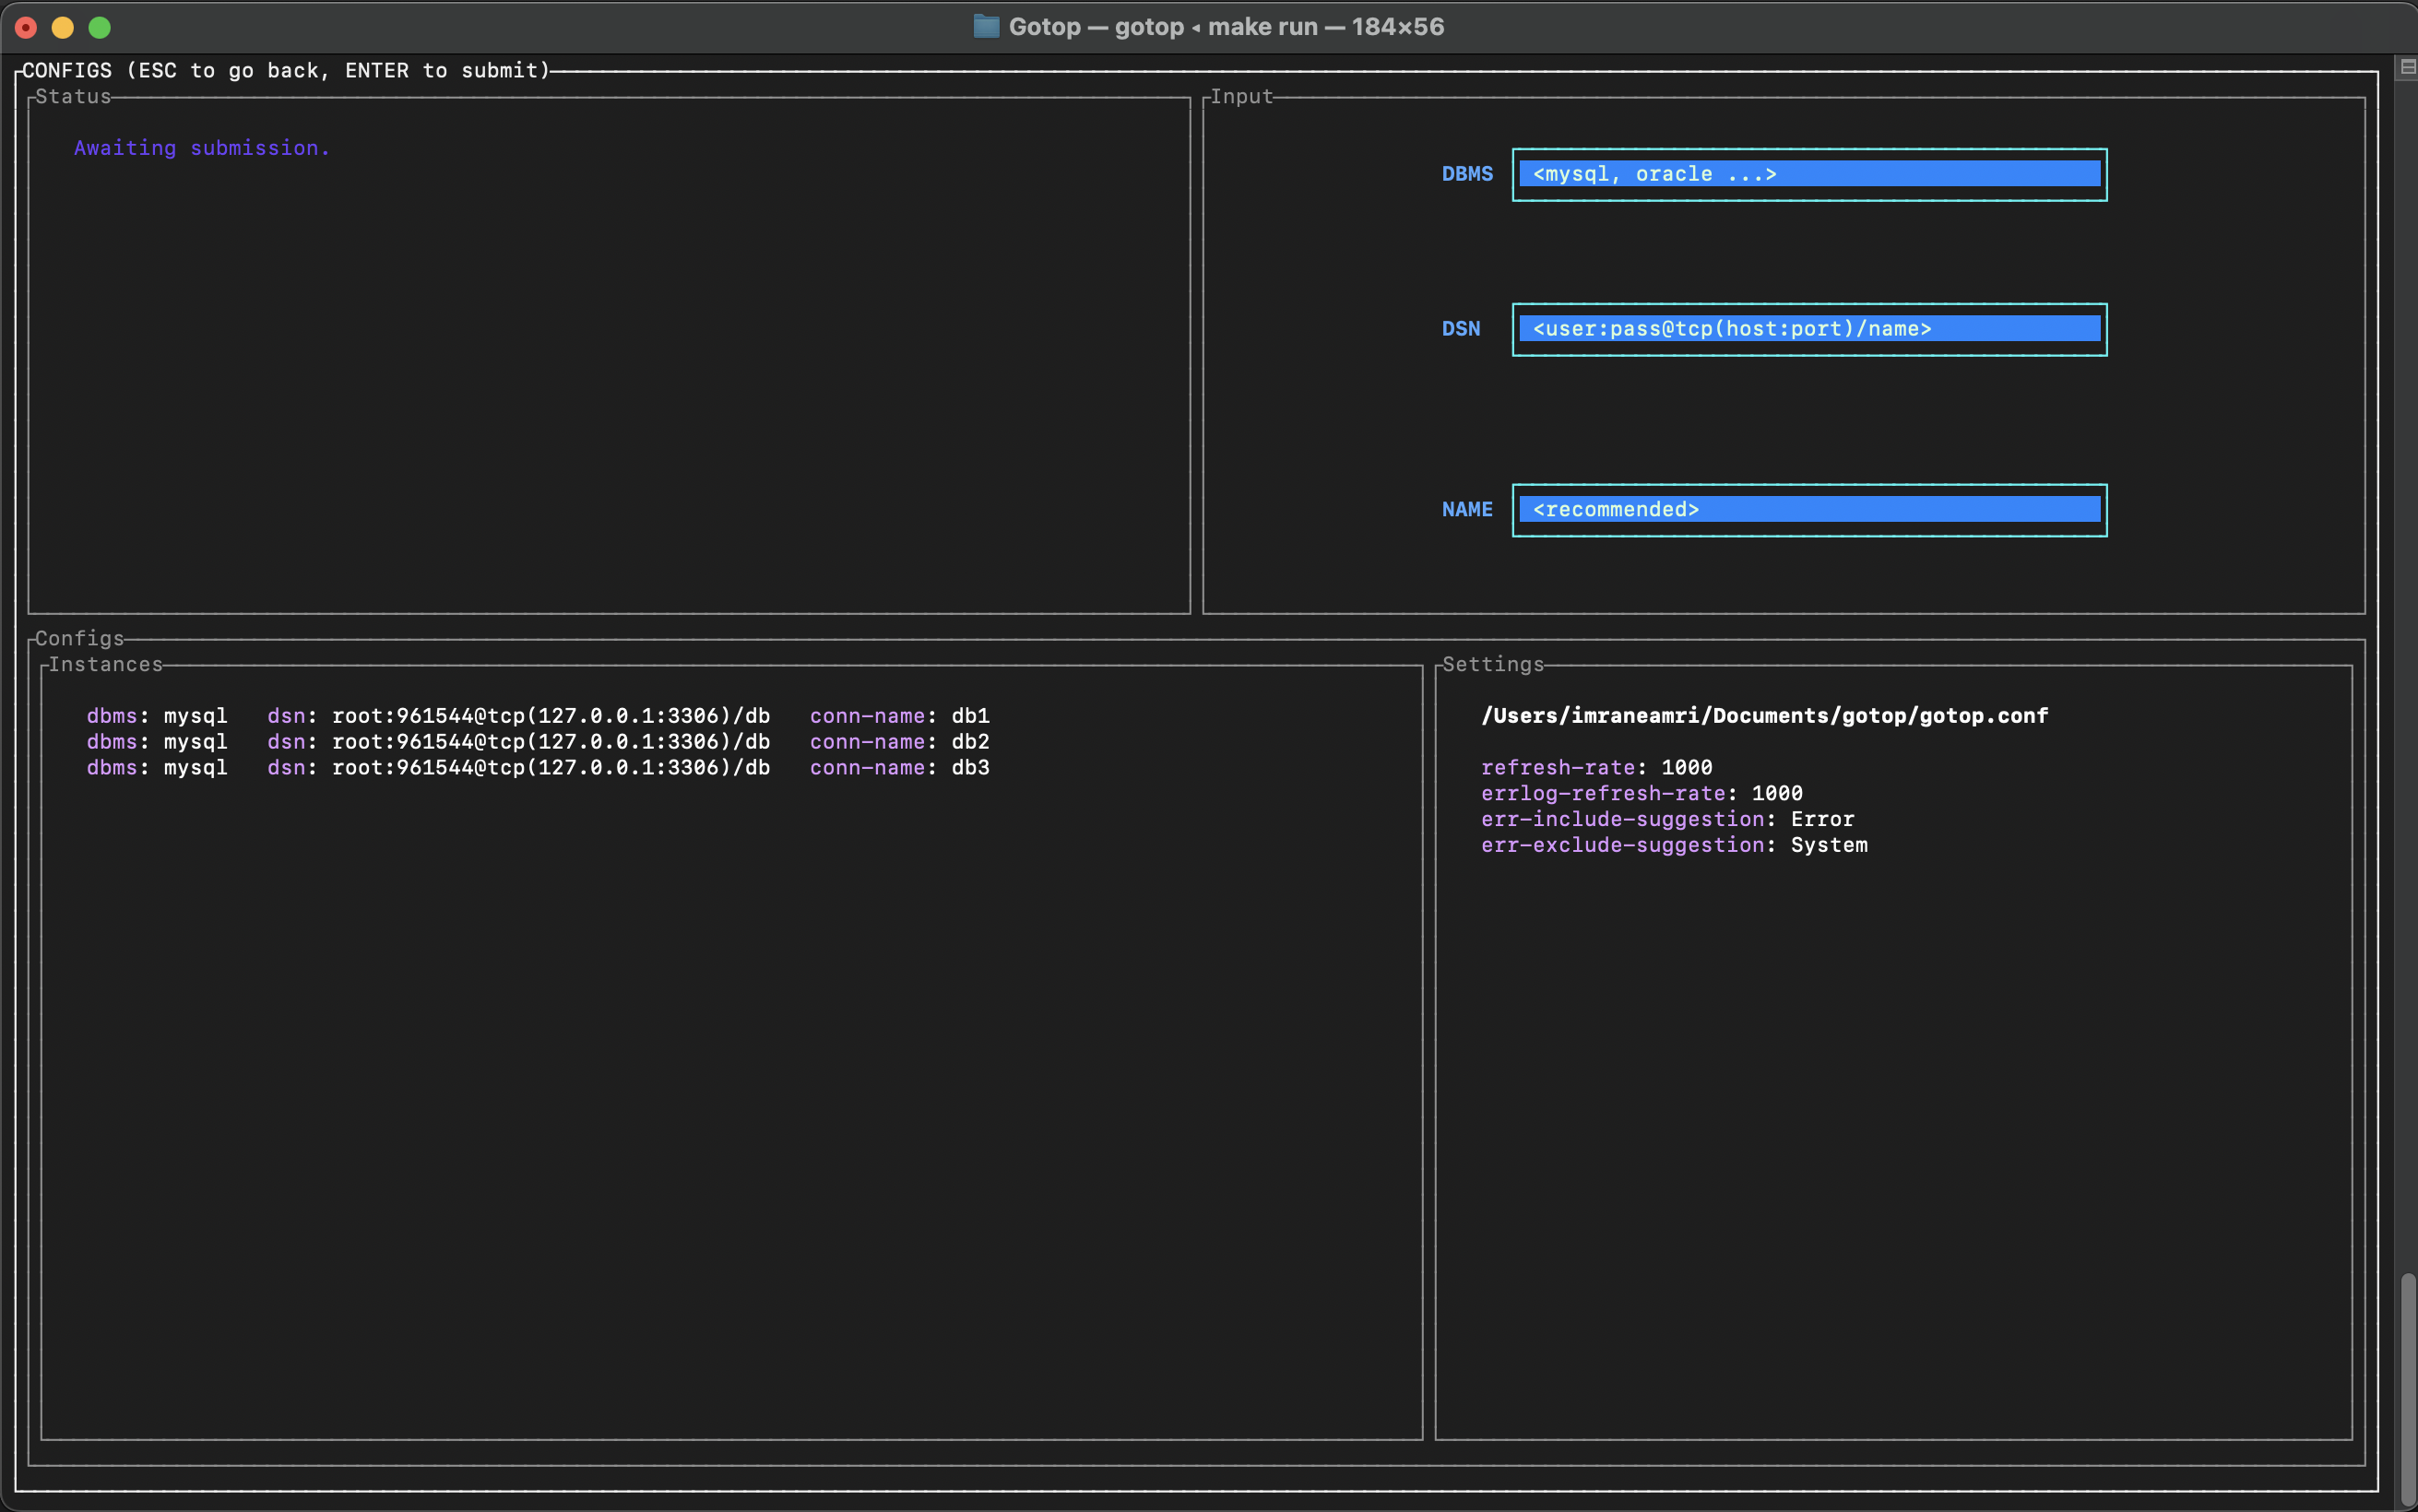 Gotop — gotop ◂ make run — 184×56
CONFIGS (ESC to go back, ENTER to submit)
Status
Awaiting submission.
Input
DBMS <mysql, oracle ...>
DSN <user:pass@tcp(host:port)/name>
NAME <recommended>
Configs
Instances
dbms: mysql dsn: root:961544@tcp(127.0.0.1:3306)/db conn-name: db1
dbms: mysql dsn: root:961544@tcp(127.0.0.1:3306)/db conn-name: db2
dbms: mysql dsn: root:961544@tcp(127.0.0.1:3306)/db conn-name: db3
Settings
/Users/imraneamri/Documents/gotop/gotop.conf
refresh-rate: 1000
errlog-refresh-rate: 1000
err-include-suggestion: Error
err-exclude-suggestion: System